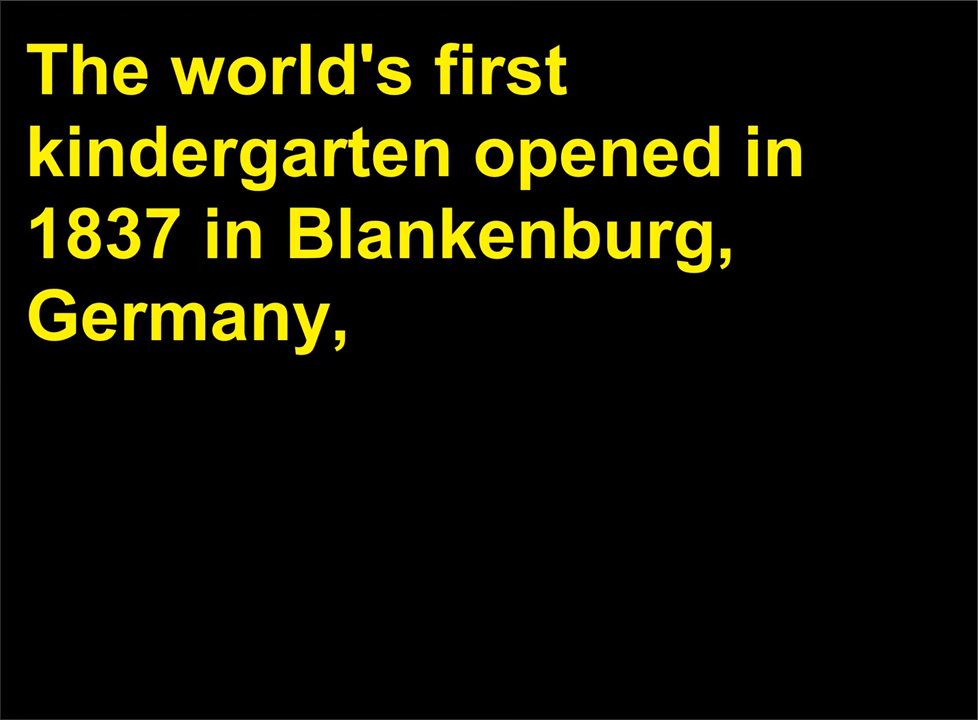 The world's first
kindergarten opened in
1837 in Blankenburg,
Germany,